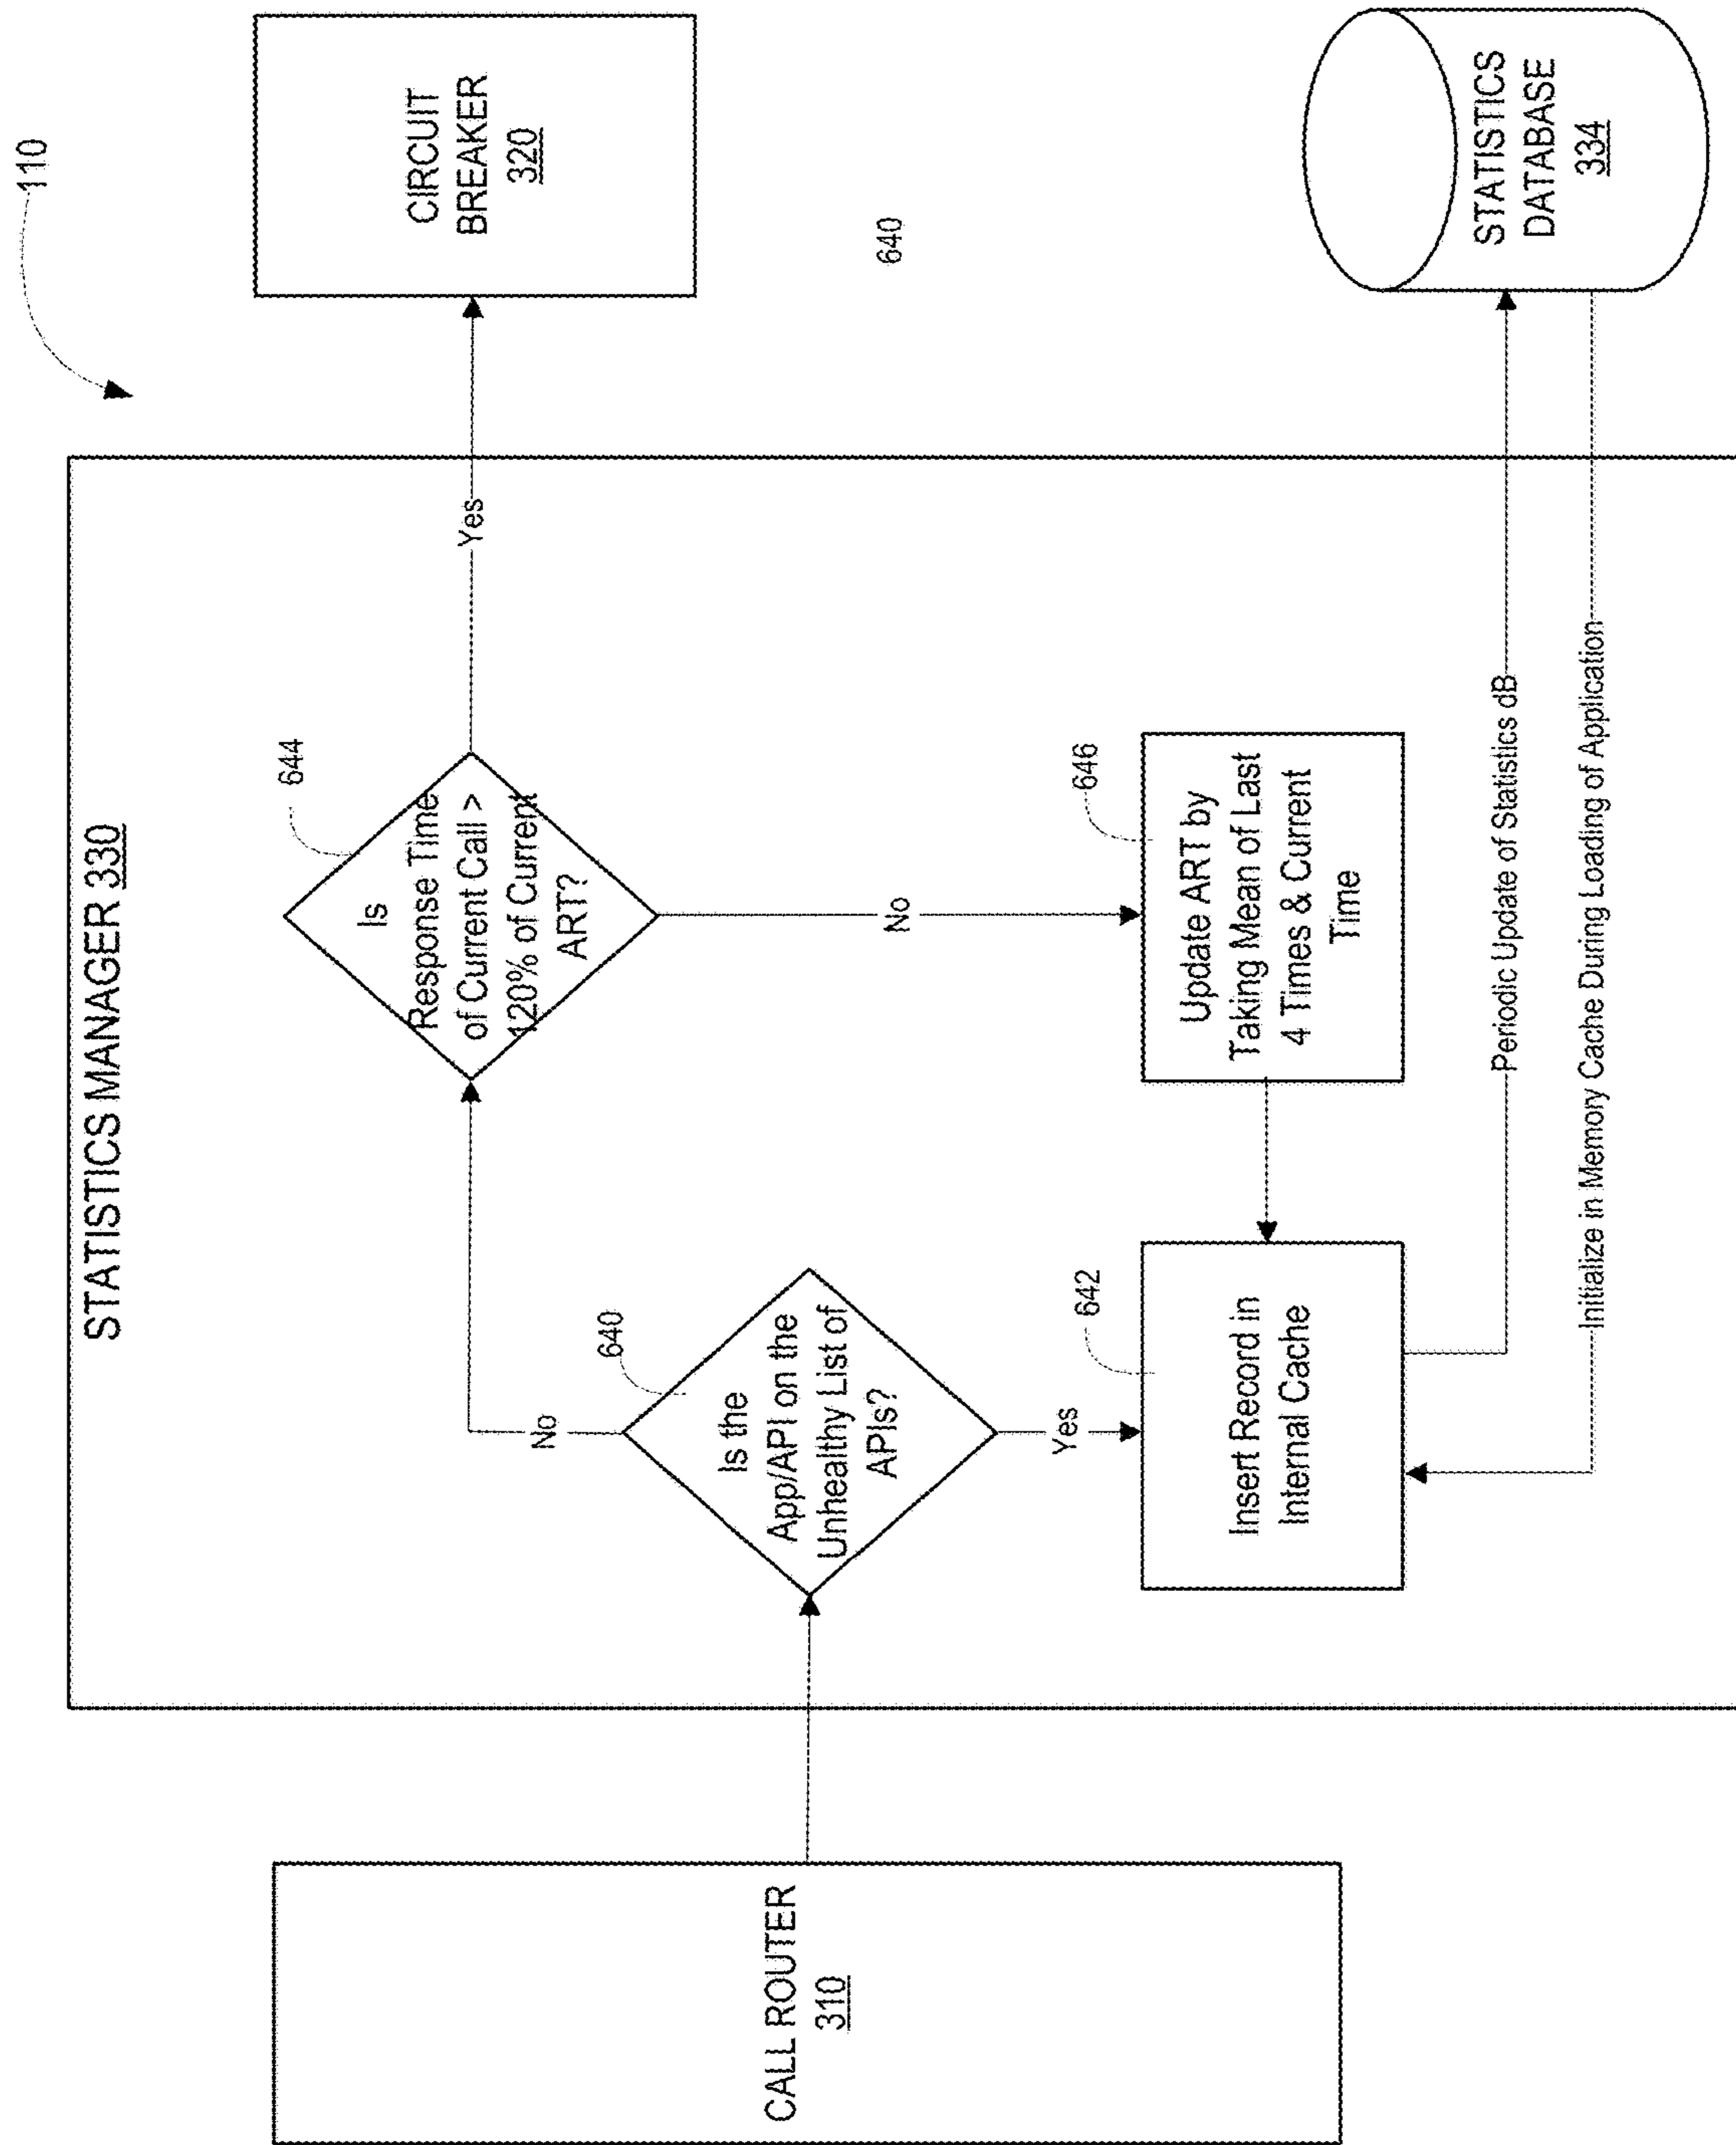 110
STATISTICS MANAGER 330
CALL ROUTER
310
640
Is the
App/API on the
Unhealthy List of
APIs?
No
Yes
644
Is
Response Time
of Current Call >
120% of Current
ART?
Yes
No
CIRCUIT
BREAKER
320
640
642
Insert Record in
Internal Cache
646
Update ART by
Taking Mean of Last
4 Times & Current
Time
Periodic Update of Statistics dB
Initialize in Memory Cache During Loading of Application
STATISTICS
DATABASE
334